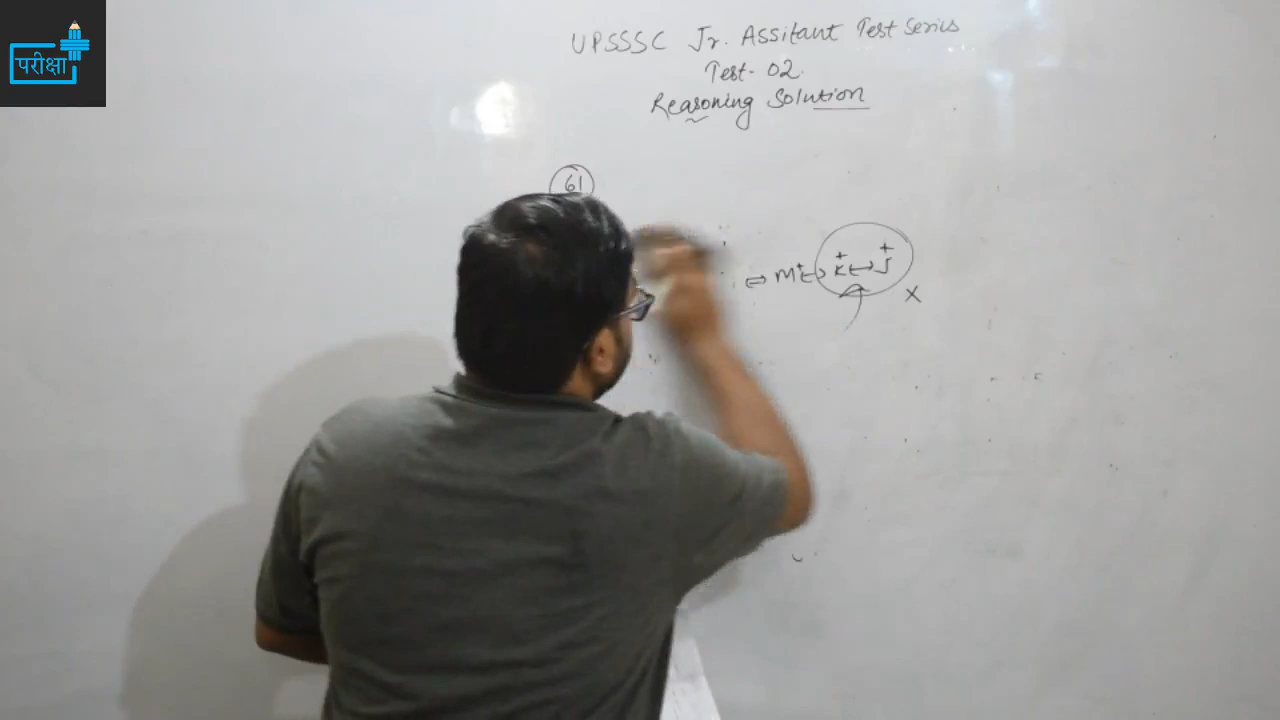 परीक्षा
UPSSSC Jr. Assitant Test Series
Test- 02.
Reasoning Solution
61
⇔ M⁺ ↔ K⁺ ↔ J⁺
X